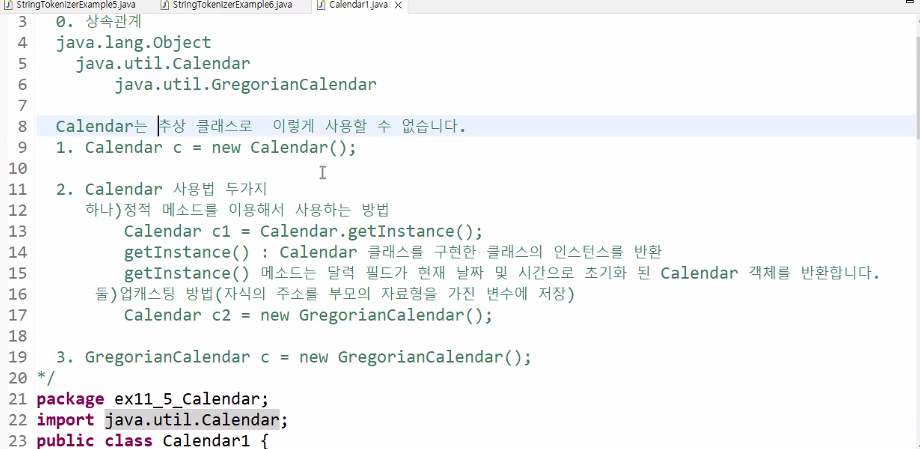 StringTokenizerExample5.java StringTokenizerExample6.java Calendar1.java
3 0. 상속관계
4 java.lang.Object
5 java.util.Calendar
6 java.util.GregorianCalendar
7
8 Calendar는 추상 클래스로 이렇게 사용할 수 없습니다.
9 1. Calendar c = new Calendar();
10
11 2. Calendar 사용법 두가지
12 하나)정적 메소드를 이용해서 사용하는 방법
13 Calendar c1 = Calendar.getInstance();
14 getInstance() : Calendar 클래스를 구현한 클래스의 인스턴스를 반환
15 getInstance() 메소드는 달력 필드가 현재 날짜 및 시간으로 초기화 된 Calendar 객체를 반환합니다.
16 둘)업캐스팅 방법(자식의 주소를 부모의 자료형을 가진 변수에 저장)
17 Calendar c2 = new GregorianCalendar();
18
19 3. GregorianCalendar c = new GregorianCalendar();
20 */
21 package ex11_5_Calendar;
22 import java.util.Calendar;
23 public class Calendar1 {